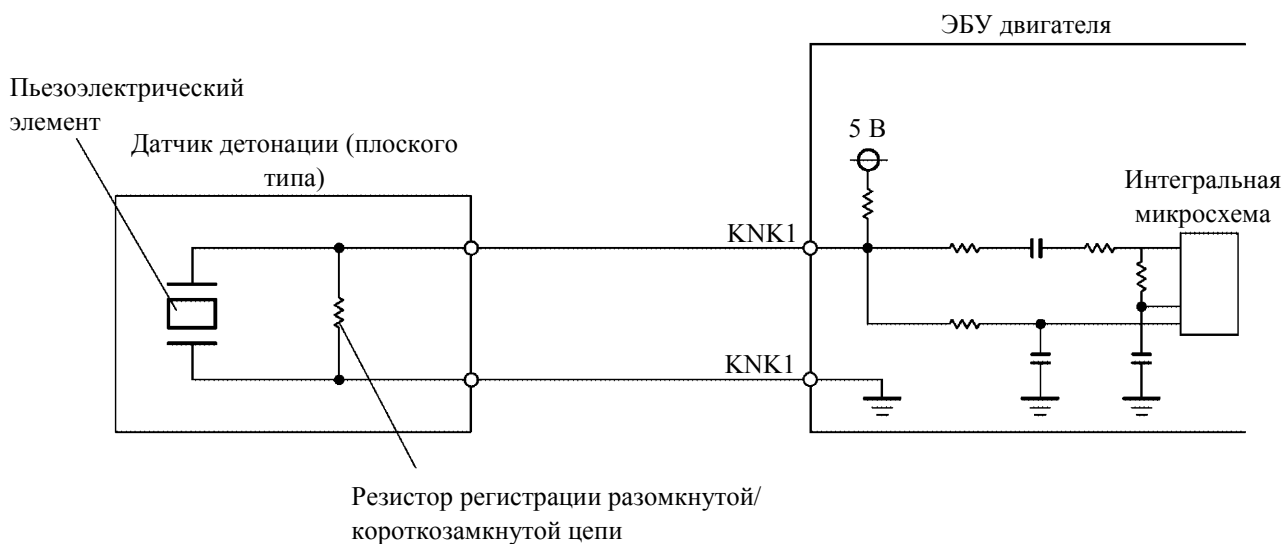 ЭБУ двигателя
Пьезоэлектрический
элемент
Датчик детонации (плоского
типа)
5 В
Интегральная
микросхема
KNK1
KNK1
Резистор регистрации разомкнутой/
короткозамкнутой цепи